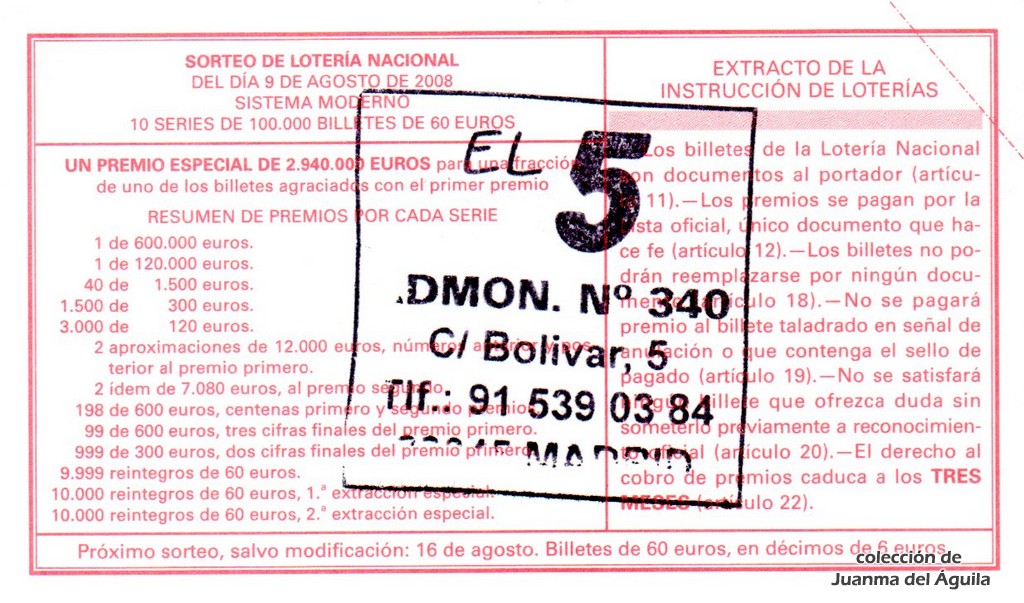 SORTEO DE LOTERÍA NACIONAL
DEL DÍA 9 DE AGOSTO DE 2008
SISTEMA MODERNO
10 SERIES DE 100.000 BILLETES DE 60 EUROS
UN PREMIO ESPECIAL DE 2.940.000 EUROS para una fracción
de uno de los billetes agraciados con el primer premio
RESUMEN DE PREMIOS POR CADA SERIE
1 de 600.000 euros.
1 de 120.000 euros.
40 de 1.500 euros.
1.500 de 300 euros.
3.000 de 120 euros.
2 aproximaciones de 12.000 euros, números anterior y pos-
terior al premio primero.
2 ídem de 7.080 euros, al premio segundo.
198 de 600 euros, centenas primero y segundo premio
99 de 600 euros, tres cifras finales del premio primero.
999 de 300 euros, dos cifras finales del premio primero
9.999 reintegros de 60 euros.
10.000 reintegros de 60 euros, 1.ª extracción especial.
10.000 reintegros de 60 euros, 2.ª extracción especial.
EXTRACTO DE LA
INSTRUCCIÓN DE LOTERÍAS
Los billetes de la Lotería Nacional
son documentos al portador (artícu-
11).—Los premios se pagan por la
lista oficial, único documento que ha-
ce fe (artículo 12).—Los billetes no po-
drán reemplazarse por ningún docu-
mento (artículo 18).—No se pagará
premio al billete taladrado en señal de
anulación o que contenga el sello de
pagado (artículo 19).—No se satisfará
billete que ofrezca duda sin
someterlo previamente a reconocimien-
to oficial (artículo 20).—El derecho al
cobro de premios caduca a los TRES
MESES (artículo 22).
EL 5
DMON. Nº 340
C/ Bolivar, 5
Tlf.: 91 539 03 84
MADRID
Próximo sorteo, salvo modificación: 16 de agosto. Billetes de 60 euros, en décimos de 6 euros
colección de
Juanma del Águila